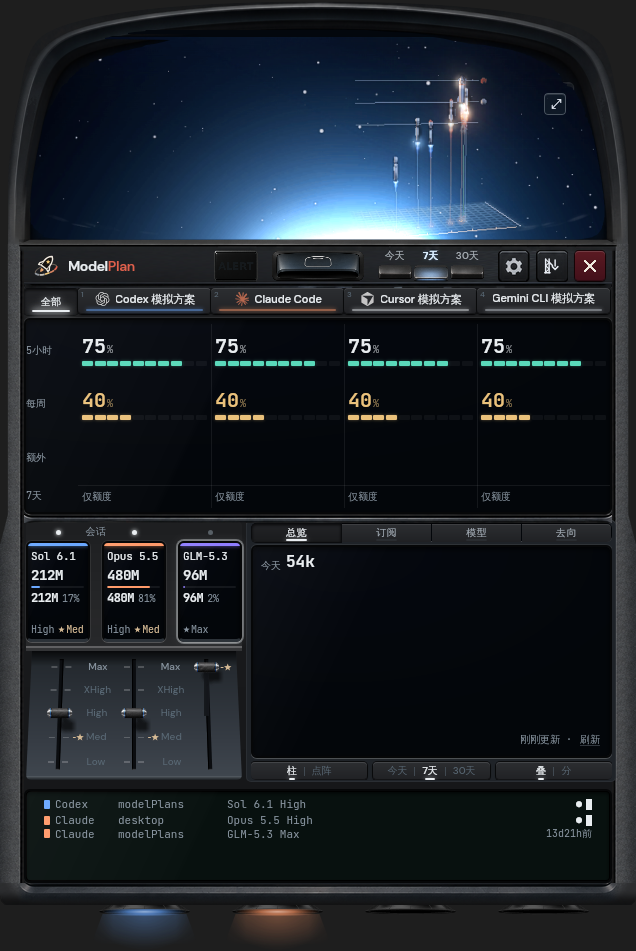 ModelPlan
ALERT
今天 7天 30天
全部
1 Codex 模拟方案
2 Claude Code
3 Cursor 模拟方案
4 Gemini CLI 模拟方案
5小时 75% 75% 75% 75%
每周 40% 40% 40% 40%
额外
7天 仅额度 仅额度 仅额度 仅额度
会话
Sol 6.1
212M
212M 17%
High ★Med
Opus 5.5
480M
480M 81%
High ★Med
GLM-5.3
96M
96M 2%
★Max
Max Max ★
XHigh XHigh
High High
★Med ★Med
Low Low
总览 订阅 模型 去向
今天 54k
刚刚更新 · 刷新
柱 | 点阵
今天 | 7天 | 30天
叠 | 分
Codex modelPlans Sol 6.1 High
Claude desktop Opus 5.5 High
Claude modelPlans GLM-5.3 Max 13d21h前